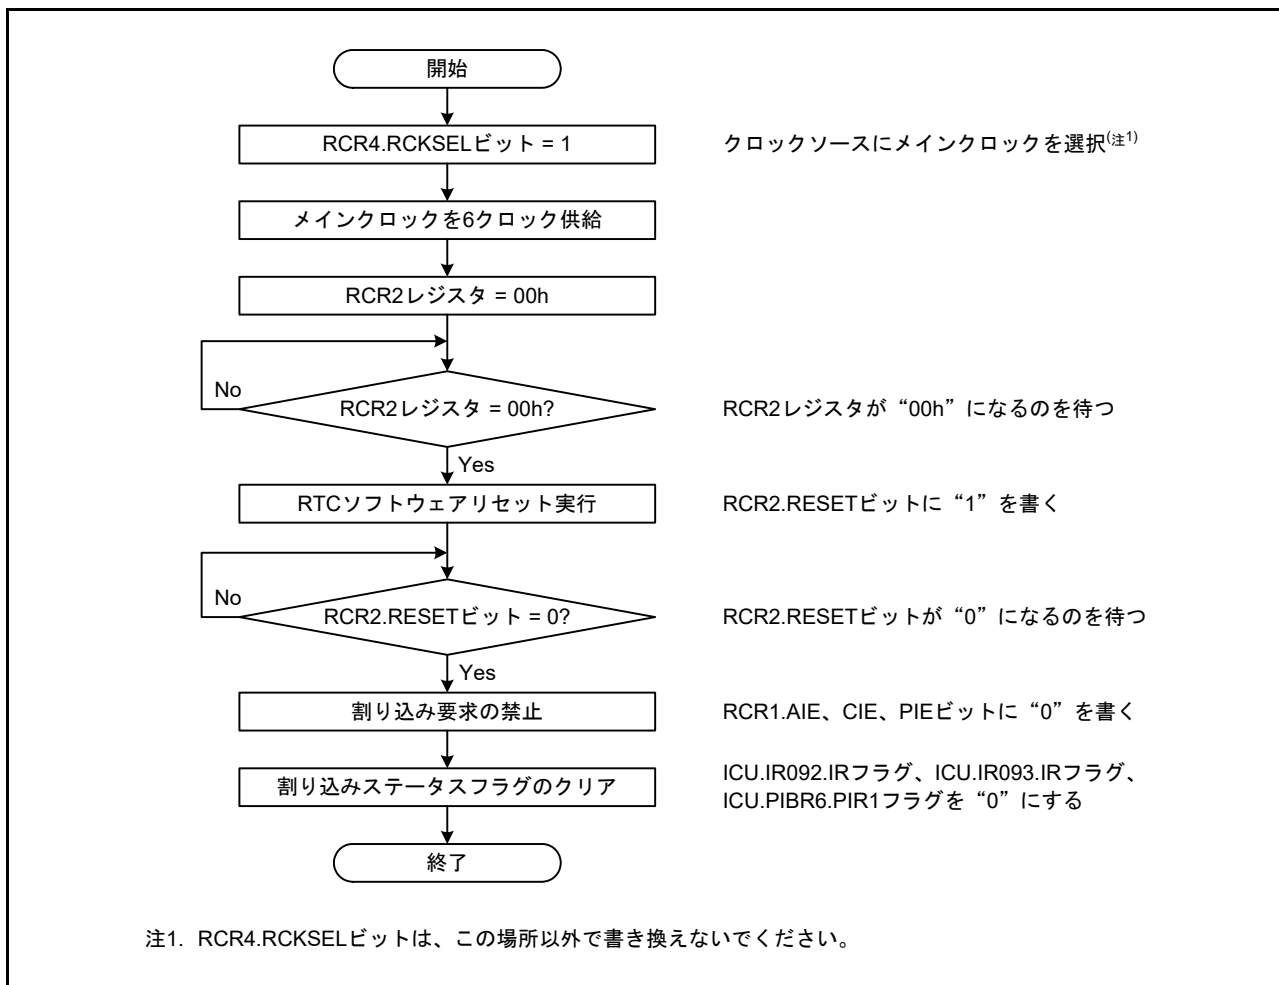 開始
RCR4.RCKSELビット = 1
クロックソースにメインクロックを選択(注1)
メインクロックを6クロック供給
RCR2レジスタ = 00h
No
RCR2レジスタ = 00h?
RCR2レジスタが“00h”になるのを待つ
Yes
RTCソフトウェアリセット実行
RCR2.RESETビットに“1”を書く
No
RCR2.RESETビット = 0?
RCR2.RESETビットが“0”になるのを待つ
Yes
割り込み要求の禁止
RCR1.AIE、CIE、PIEビットに“0”を書く
割り込みステータスフラグのクリア
ICU.IR092.IRフラグ、ICU.IR093.IRフラグ、
ICU.PIBR6.PIR1フラグを“0”にする
終了
注1. RCR4.RCKSELビットは、この場所以外で書き換えないでください。